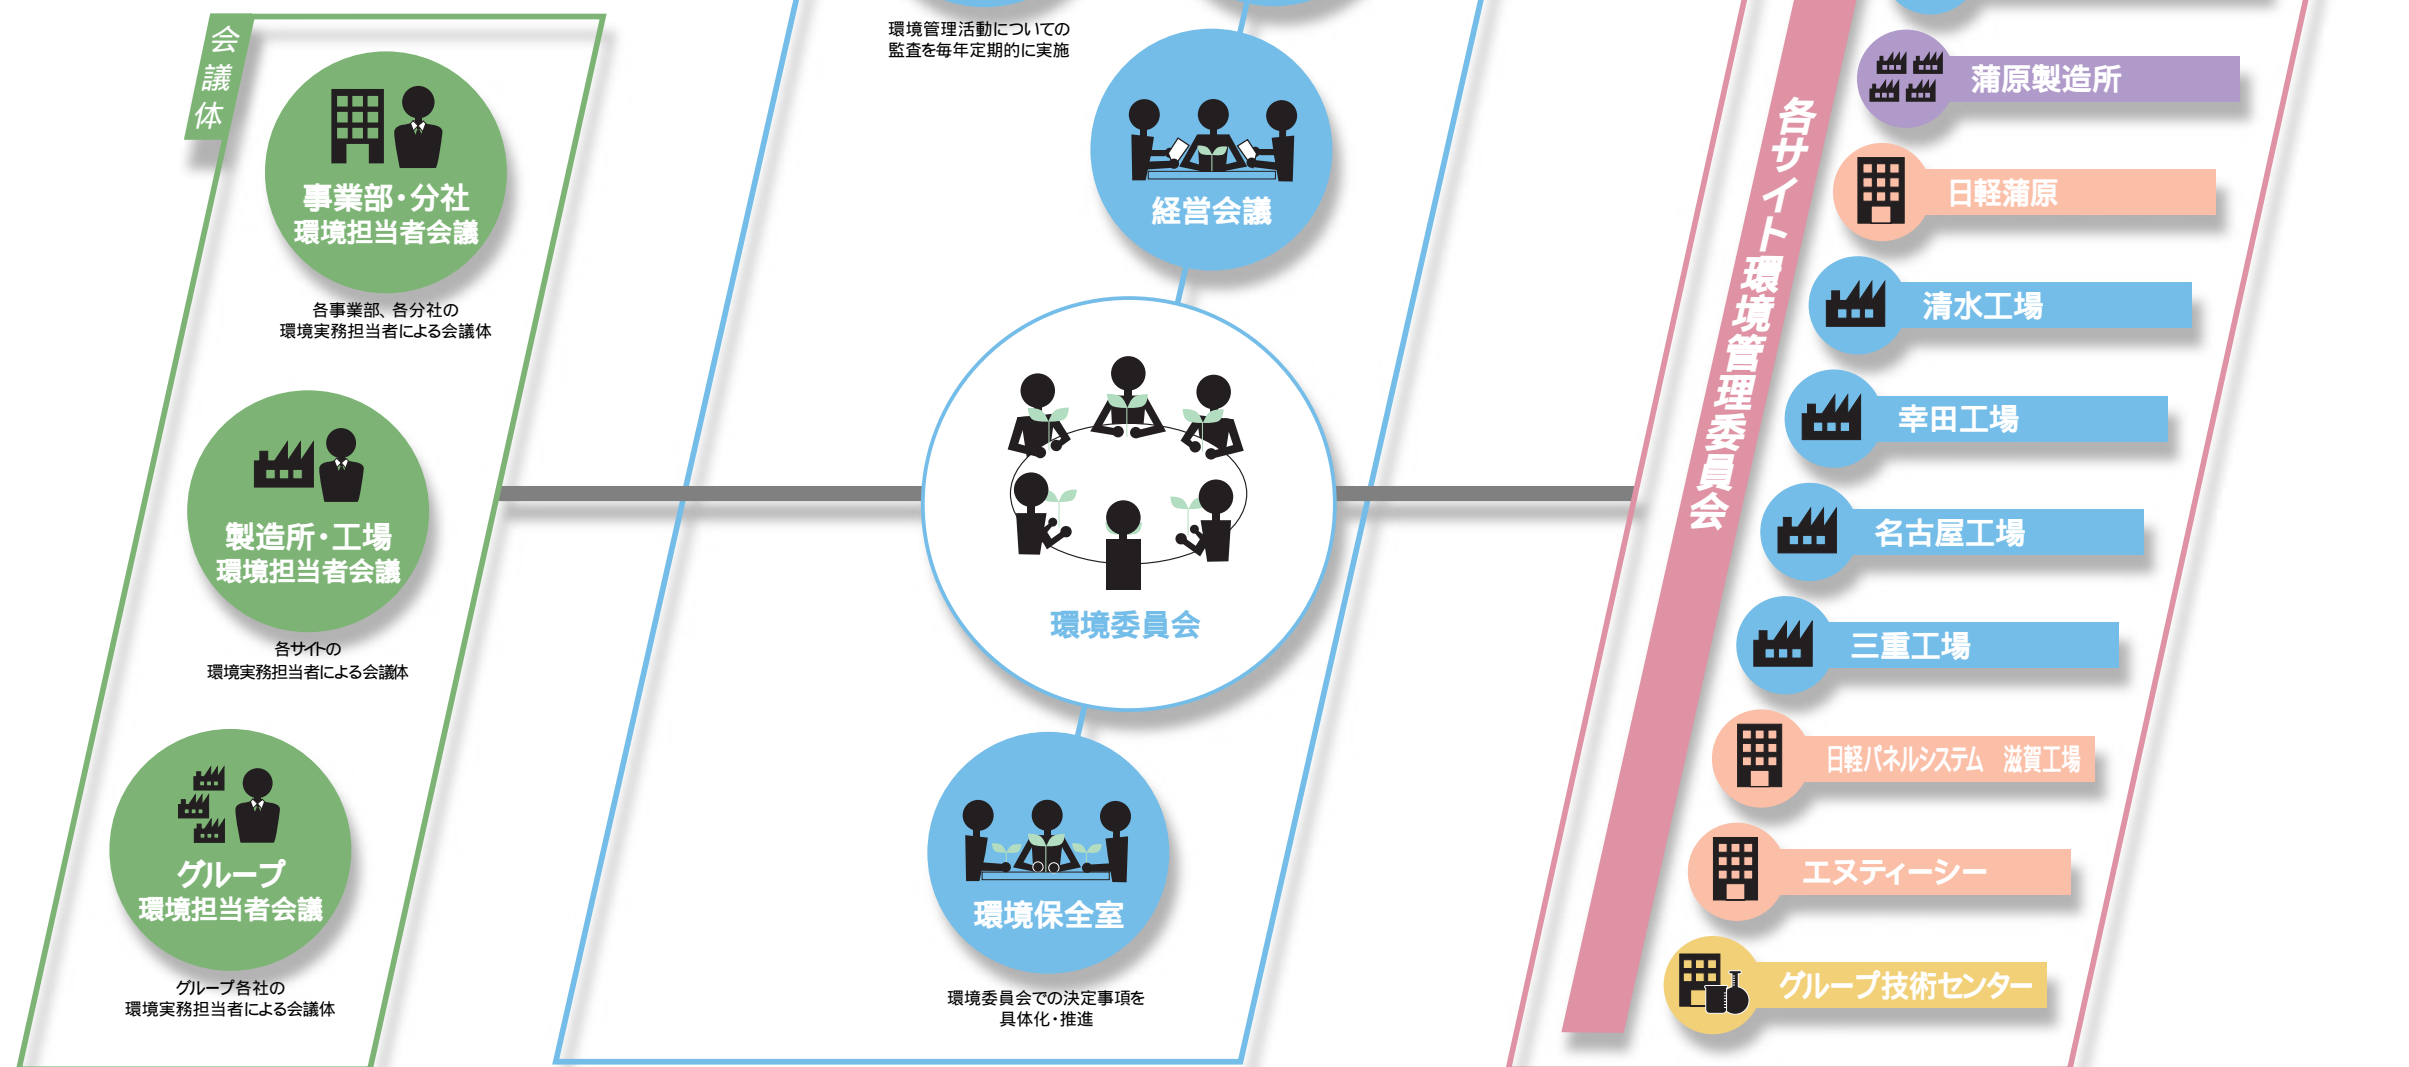 会議体
事業部・分社
環境担当者会議
各事業部、各分社の
環境実務担当者による会議体
製造所・工場
環境担当者会議
各サイトの
環境実務担当者による会議体
グループ
環境担当者会議
グループ各社の
環境実務担当者による会議体
環境管理活動についての
監査を毎年定期的に実施
経営会議
環境委員会
環境保全室
環境委員会での決定事項を
具体化・推進
各サイト環境管理委員会
蒲原製造所
日軽蒲原
清水工場
幸田工場
名古屋工場
三重工場
日軽パネルシステム　滋賀工場
エヌティーシー
グループ技術センター